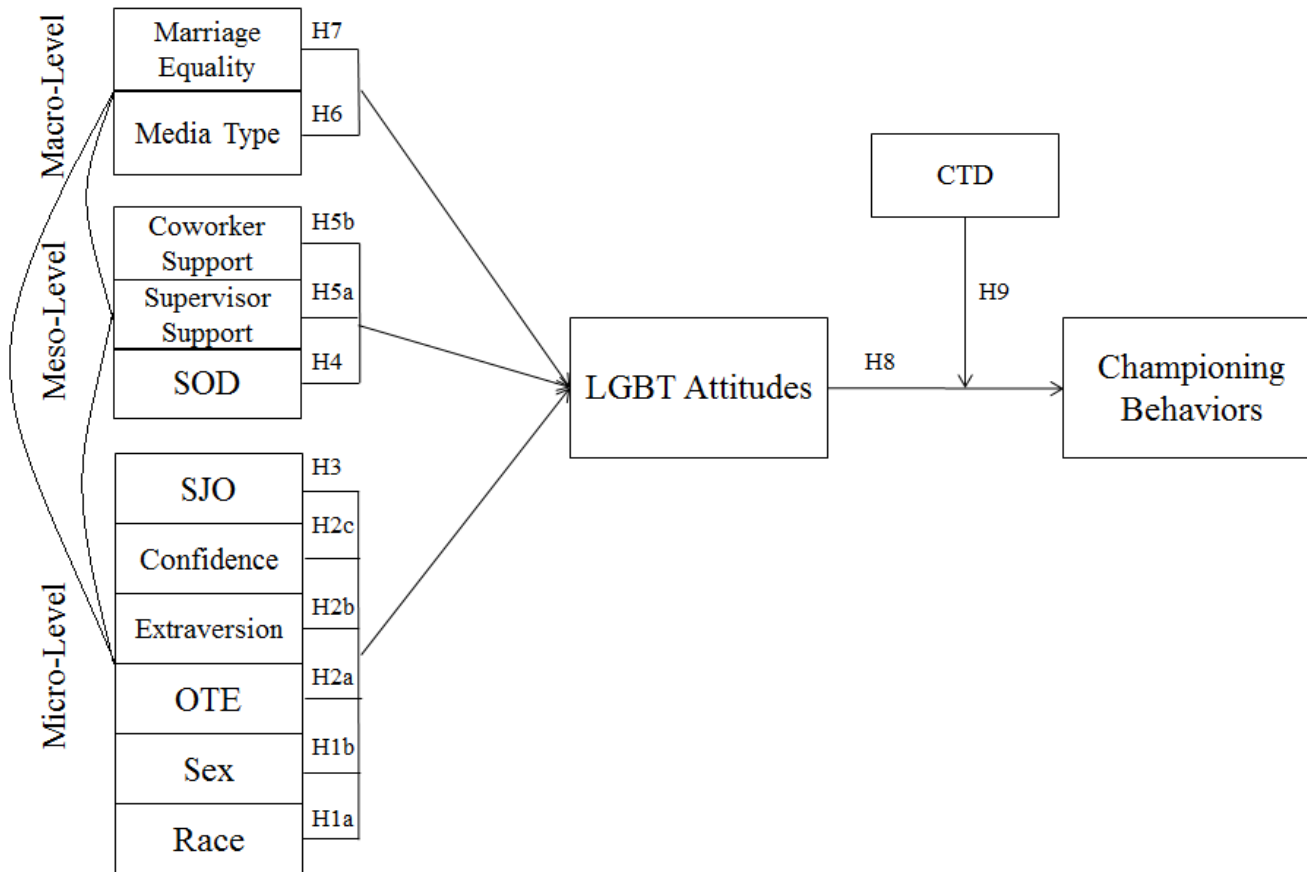 Macro-Level
Marriage
Equality
H7
Media Type
H6
Meso-Level
Coworker
Support
H5b
Supervisor
Support
H5a
SOD
H4
Micro-Level
SJO
H3
Confidence
H2c
Extraversion
H2b
OTE
H2a
Sex
H1b
Race
H1a
LGBT Attitudes
H8
CTD
H9
Championing
Behaviors